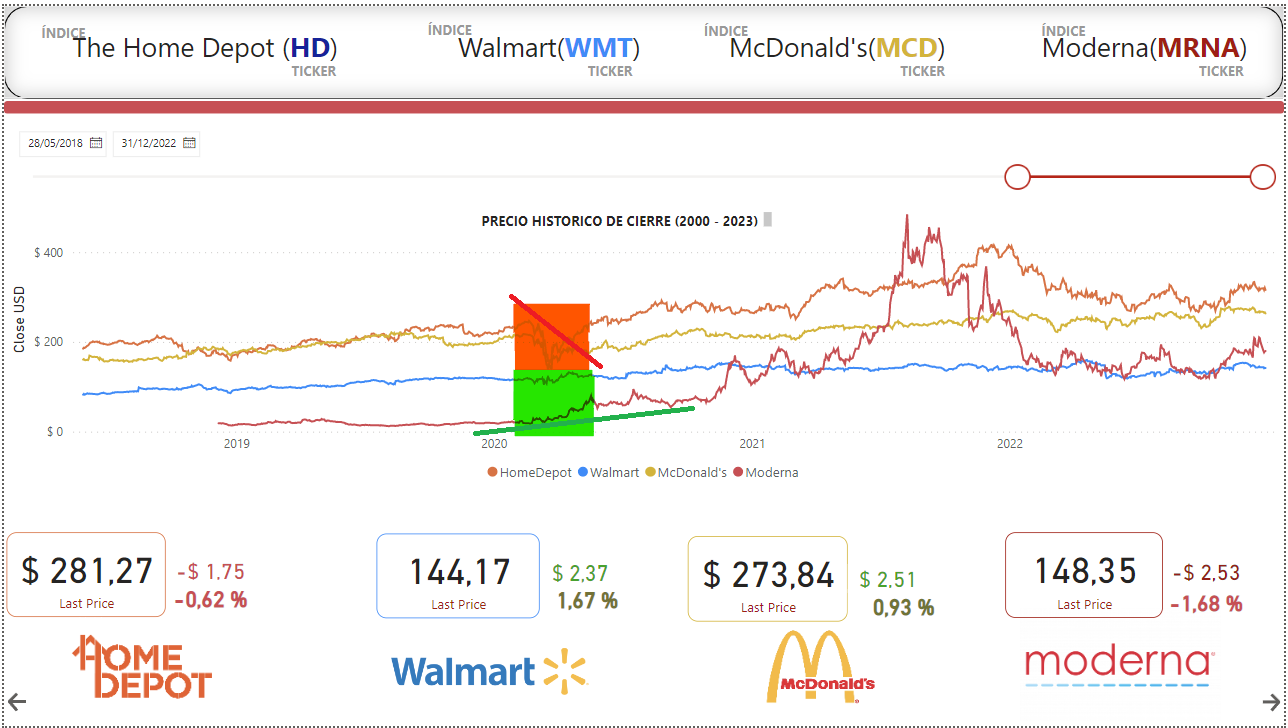 ÍNDICE
The Home Depot (HD)
TICKER
ÍNDICE
Walmart(WMT)
TICKER
ÍNDICE
McDonald's(MCD)
TICKER
ÍNDICE
Moderna(MRNA)
TICKER
28/05/2018
31/12/2022
PRECIO HISTORICO DE CIERRE (2000 - 2023)
Close USD
$ 400
$ 200
$ 0
2019
2020
2021
2022
HomeDepot
Walmart
McDonald's
Moderna
$ 281,27
Last Price
-$ 1.75
-0,62 %
144,17
Last Price
$ 2,37
1,67 %
$ 273,84
Last Price
$ 2,51
0,93 %
148,35
Last Price
-$ 2,53
-1,68 %
HOME
DEPOT
Walmart
McDonald's
moderna